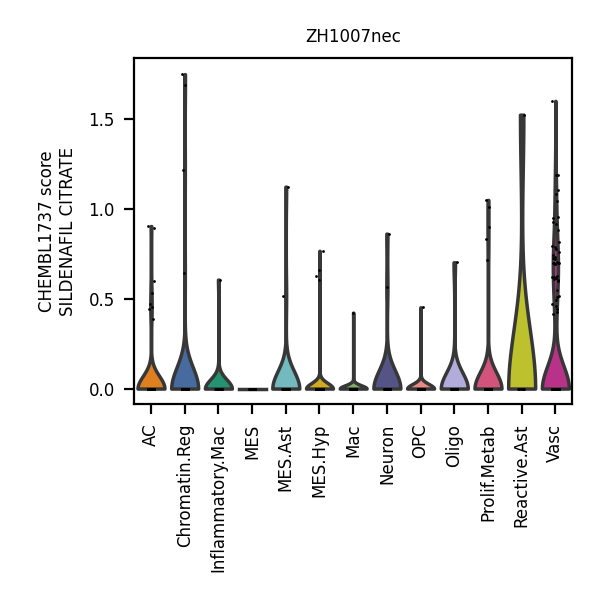 ZH1007nec
CHEMBL1737 score
SILDENAFIL CITRATE
1.5
1.0
0.5
0.0
AC
Chromatin.Reg
Inflammatory.Mac
MES
MES.Ast
MES.Hyp
Mac
Neuron
OPC
Oligo
Prolif.Metab
Reactive.Ast
Vasc